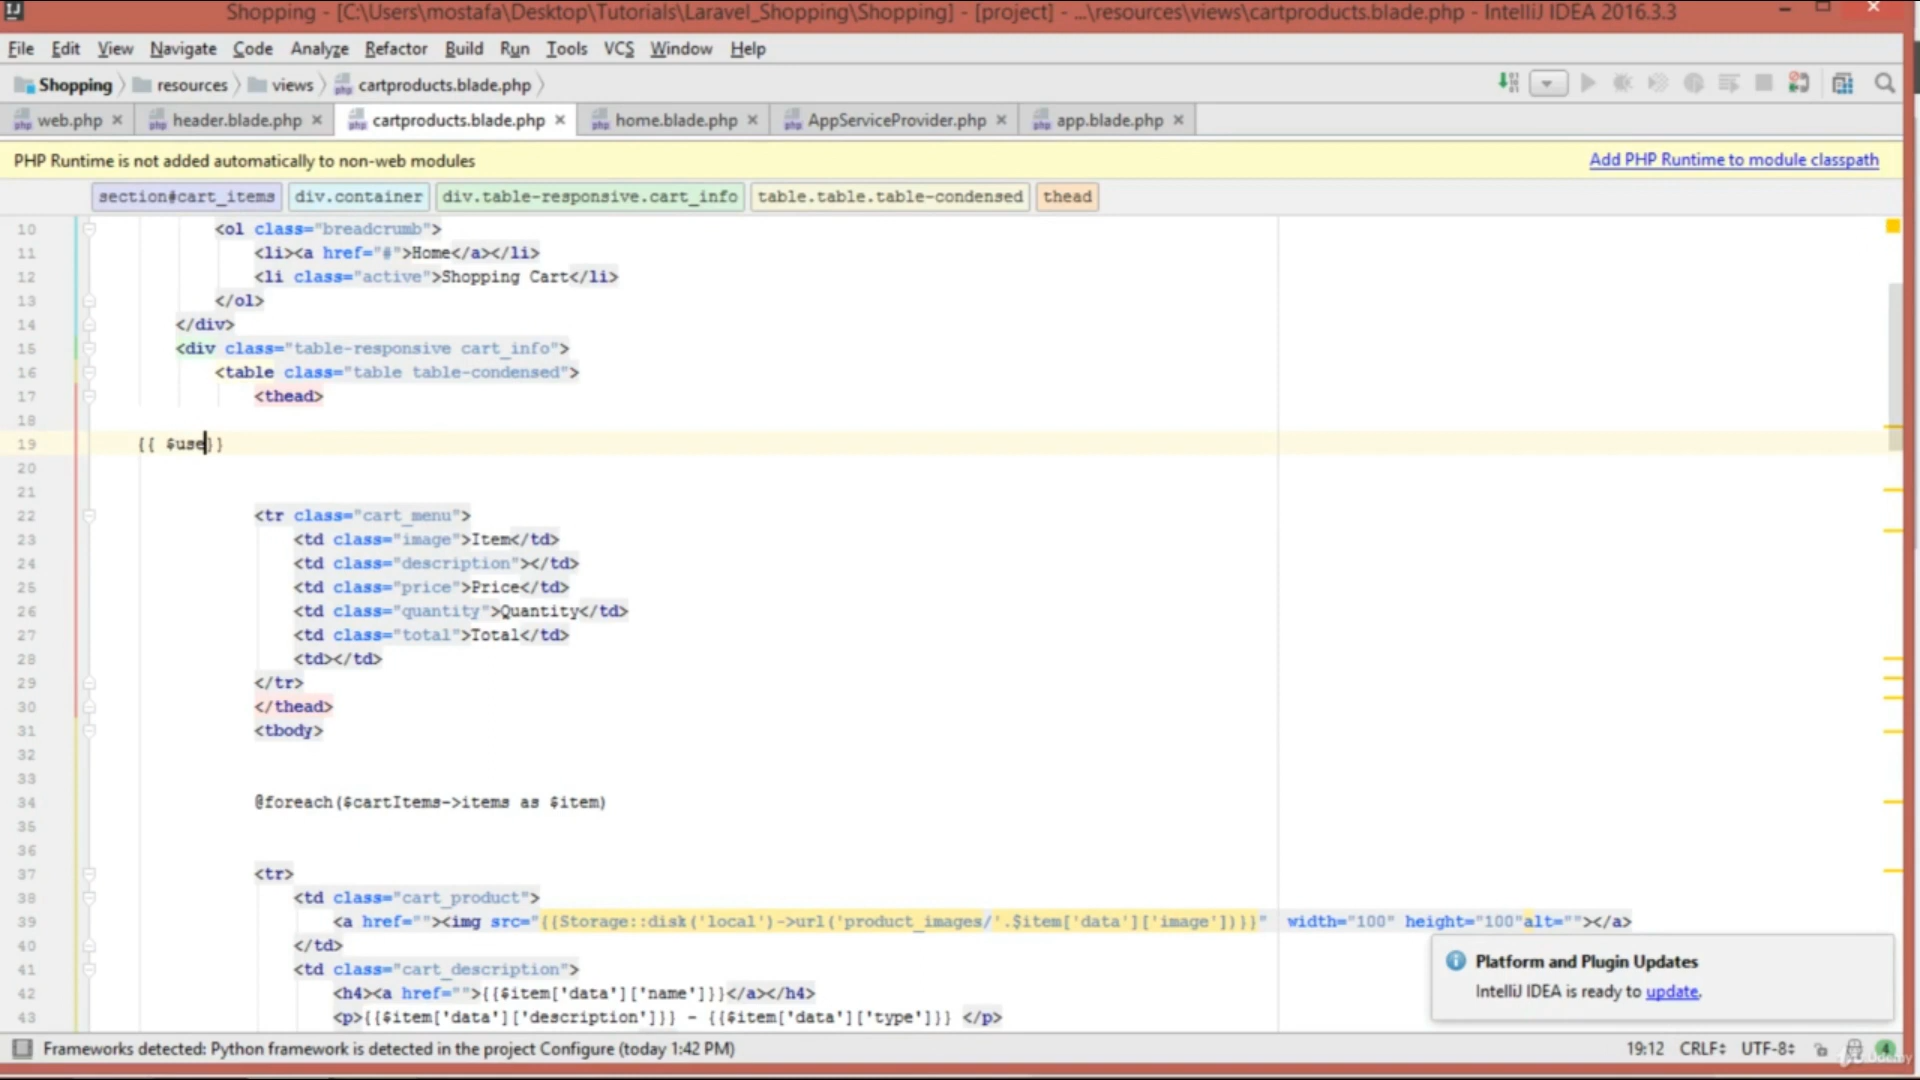 Shopping - [C:\Users\mostafa\Desktop\Tutorials\Laravel_Shopping\Shopping] - [project] - ...\resources\views\cartproducts.blade.php - IntelliJ IDEA 2016.3.3
File Edit View Navigate Code Analyze Refactor Build Run Tools VCS Window Help
Shopping resources views cartproducts.blade.php
web.php header.blade.php cartproducts.blade.php home.blade.php AppServiceProvider.php app.blade.php
PHP Runtime is not added automatically to non-web modules Add PHP Runtime to module classpath
section#cart_items div.container div.table-responsive.cart_info table.table.table-condensed thead
10 <ol class="breadcrumb">
11 <li><a href="#">Home</a></li>
12 <li class="active">Shopping Cart</li>
13 </ol>
14 </div>
15 <div class="table-responsive cart_info">
16 <table class="table table-condensed">
17 <thead>
18
19 {{ $use}}
20
21
22 <tr class="cart_menu">
23 <td class="image">Item</td>
24 <td class="description"></td>
25 <td class="price">Price</td>
26 <td class="quantity">Quantity</td>
27 <td class="total">Total</td>
28 <td></td>
29 </tr>
30 </thead>
31 <tbody>
32
33
34 @foreach($cartItems->items as $item)
35
36
37 <tr>
38 <td class="cart_product">
39 <a href=""><img src="{{Storage::disk('local')->url('product_images/'.$item['data']['image'])}}" width="100" height="100"alt=""></a>
40 </td>
41 <td class="cart_description">
42 <h4><a href="">{{$item['data']['name']}}</a></h4>
43 <p>{{$item['data']['description']}} - {{$item['data']['type']}} </p>
Platform and Plugin Updates
IntelliJ IDEA is ready to update.
Frameworks detected: Python framework is detected in the project Configure (today 1:42 PM) 19:12 CRLF UTF-8 4